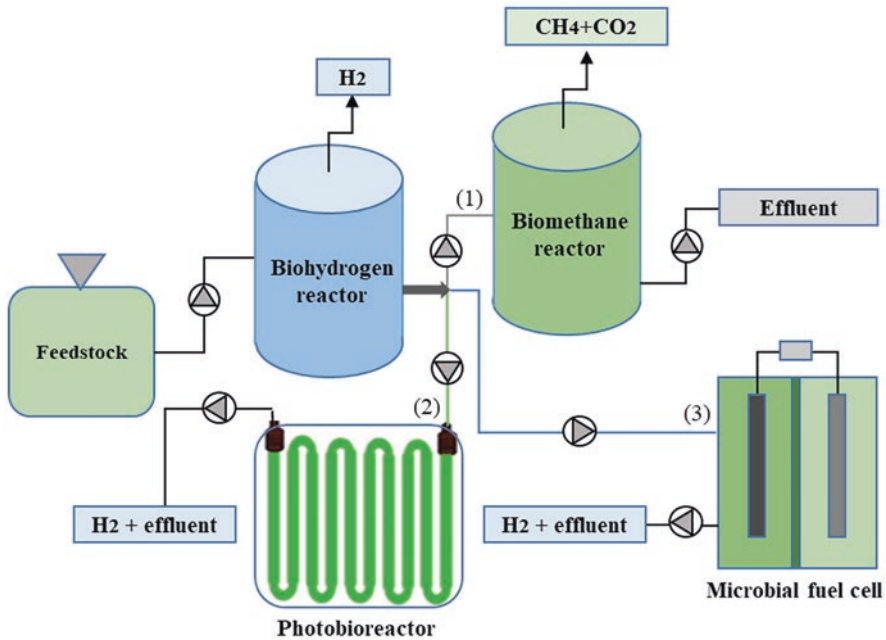 CH4+CO2
H2
(1)
Biomethane
reactor
Effluent
Biohydrogen
reactor
Feedstock
(2)
(3)
H2 + effluent
H2 + effluent
Microbial fuel cell
Photobioreactor